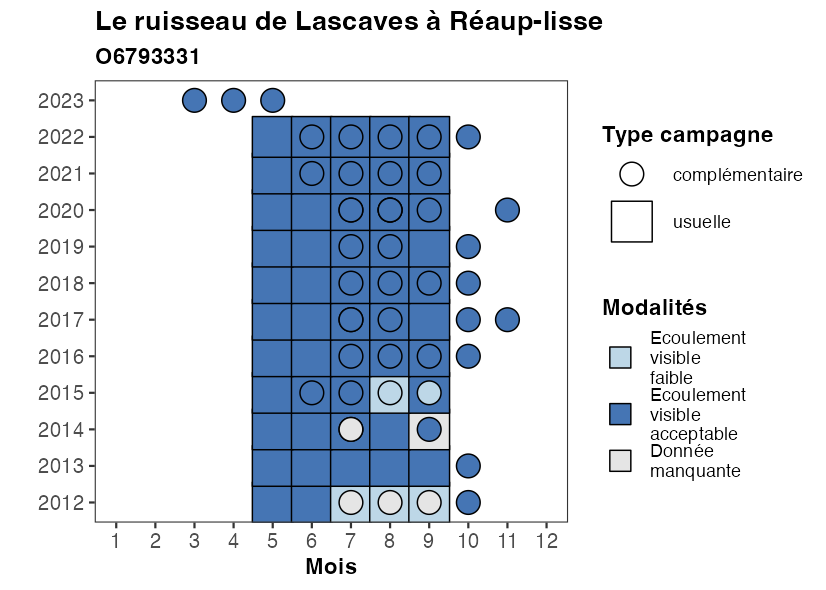 Le ruisseau de Lascaves à Réaup-lisse
O6793331
2023
2022
2021
2020
2019
2018
2017
2016
2015
2014
2013
2012
1 2 3 4 5 6 7 8 9 10 11 12
Mois
Type campagne
complémentaire
usuelle
Modalités
Ecoulement
visible
faible
Ecoulement
visible
acceptable
Donnée
manquante